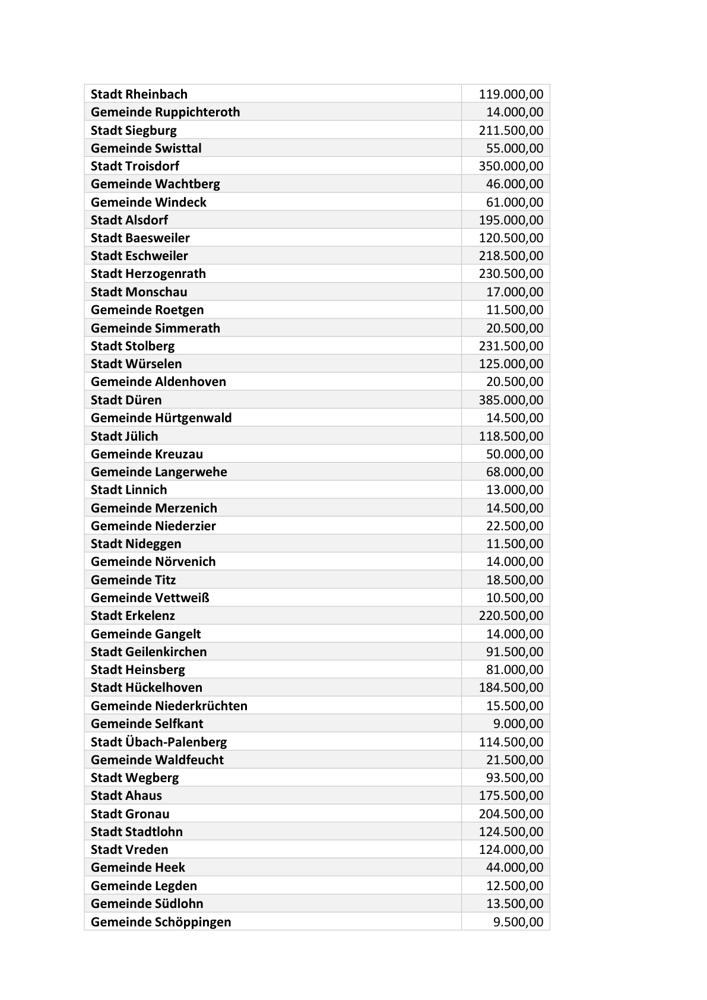 Stadt Rheinbach 119.000,00
Gemeinde Ruppichteroth 14.000,00
Stadt Siegburg 211.500,00
Gemeinde Swisttal 55.000,00
Stadt Troisdorf 350.000,00
Gemeinde Wachtberg 46.000,00
Gemeinde Windeck 61.000,00
Stadt Alsdorf 195.000,00
Stadt Baesweiler 120.500,00
Stadt Eschweiler 218.500,00
Stadt Herzogenrath 230.500,00
Stadt Monschau 17.000,00
Gemeinde Roetgen 11.500,00
Gemeinde Simmerath 20.500,00
Stadt Stolberg 231.500,00
Stadt Würselen 125.000,00
Gemeinde Aldenhoven 20.500,00
Stadt Düren 385.000,00
Gemeinde Hürtgenwald 14.500,00
Stadt Jülich 118.500,00
Gemeinde Kreuzau 50.000,00
Gemeinde Langerwehe 68.000,00
Stadt Linnich 13.000,00
Gemeinde Merzenich 14.500,00
Gemeinde Niederzier 22.500,00
Stadt Nideggen 11.500,00
Gemeinde Nörvenich 14.000,00
Gemeinde Titz 18.500,00
Gemeinde Vettweiß 10.500,00
Stadt Erkelenz 220.500,00
Gemeinde Gangelt 14.000,00
Stadt Geilenkirchen 91.500,00
Stadt Heinsberg 81.000,00
Stadt Hückelhoven 184.500,00
Gemeinde Niederkrüchten 15.500,00
Gemeinde Selfkant 9.000,00
Stadt Übach-Palenberg 114.500,00
Gemeinde Waldfeucht 21.500,00
Stadt Wegberg 93.500,00
Stadt Ahaus 175.500,00
Stadt Gronau 204.500,00
Stadt Stadtlohn 124.500,00
Stadt Vreden 124.000,00
Gemeinde Heek 44.000,00
Gemeinde Legden 12.500,00
Gemeinde Südlohn 13.500,00
Gemeinde Schöppingen 9.500,00